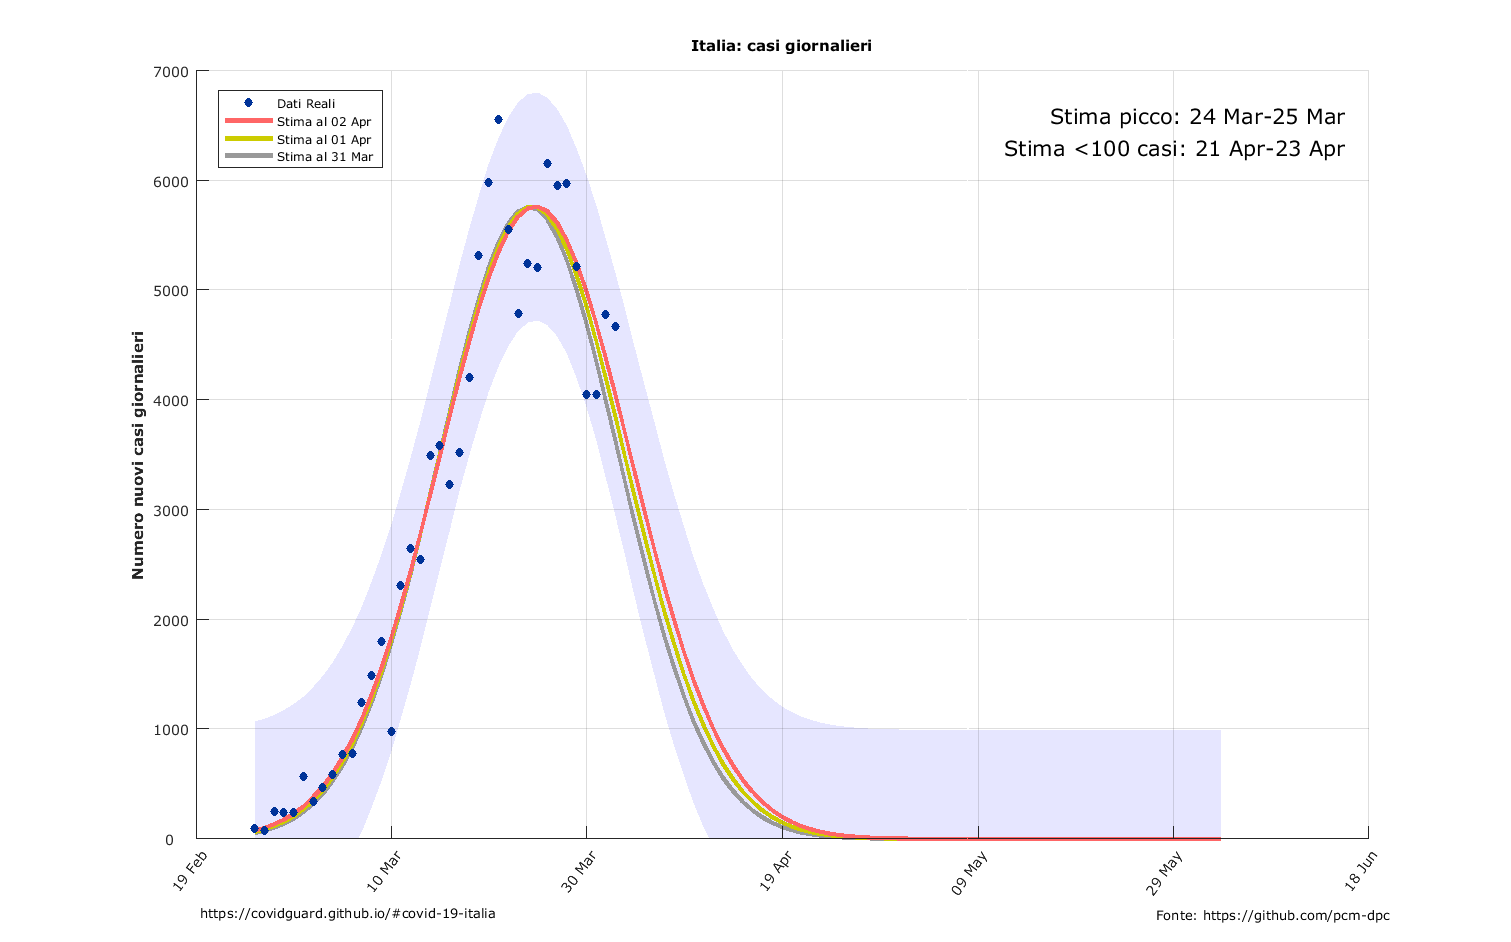 Italia: casi giornalieri
7000
6000
5000
4000
3000
2000
1000
0
Numero nuovi casi giornalieri
Dati Reali
Stima al 02 Apr
Stima al 01 Apr
Stima al 31 Mar
Stima picco: 24 Mar-25 Mar
Stima <100 casi: 21 Apr-23 Apr
19 Feb
10 Mar
30 Mar
19 Apr
09 May
29 May
18 Jun
https://covidguard.github.io/#covid-19-italia
Fonte: https://github.com/pcm-dpc